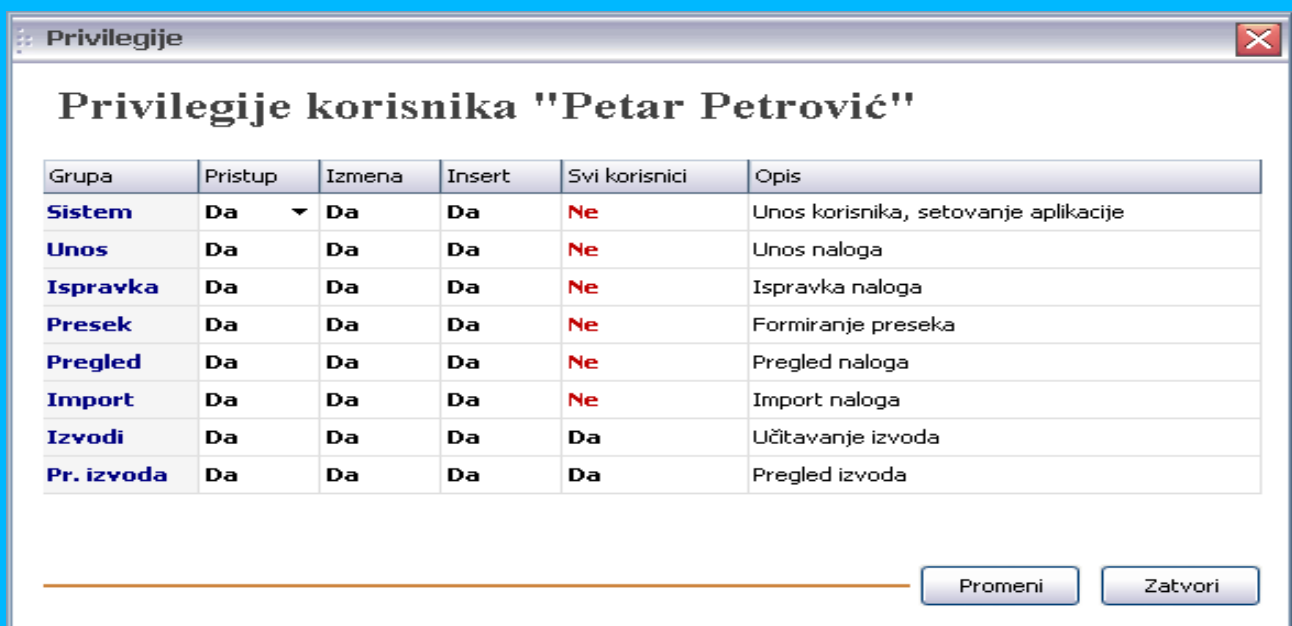 Privilegije
Privilegije korisnika "Petar Petrović"
Grupa Pristup Izmena Insert Svi korisnici Opis
Sistem Da Da Da Ne Unos korisnika, setovanje aplikacije
Unos Da Da Da Ne Unos naloga
Ispravka Da Da Da Ne Ispravka naloga
Presek Da Da Da Ne Formiranje preseka
Pregled Da Da Da Ne Pregled naloga
Import Da Da Da Ne Import naloga
Izvodi Da Da Da Da Učitavanje izvoda
Pr. izvoda Da Da Da Da Pregled izvoda
Promeni Zatvori